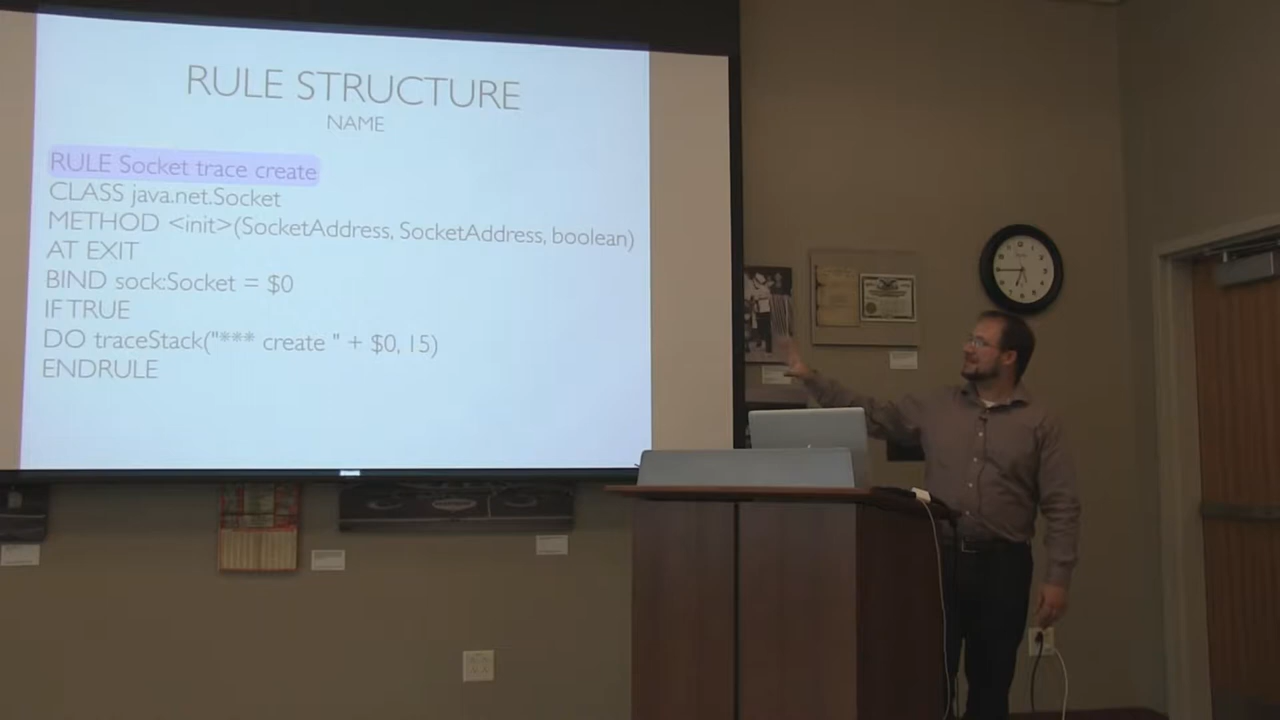 RULE STRUCTURE
NAME
RULE Socket trace create
CLASS java.net.Socket
METHOD <init>(SocketAddress, SocketAddress, boolean)
AT EXIT
BIND sock:Socket = $0
IF TRUE
DO traceStack("*** create " + $0, 15)
ENDRULE